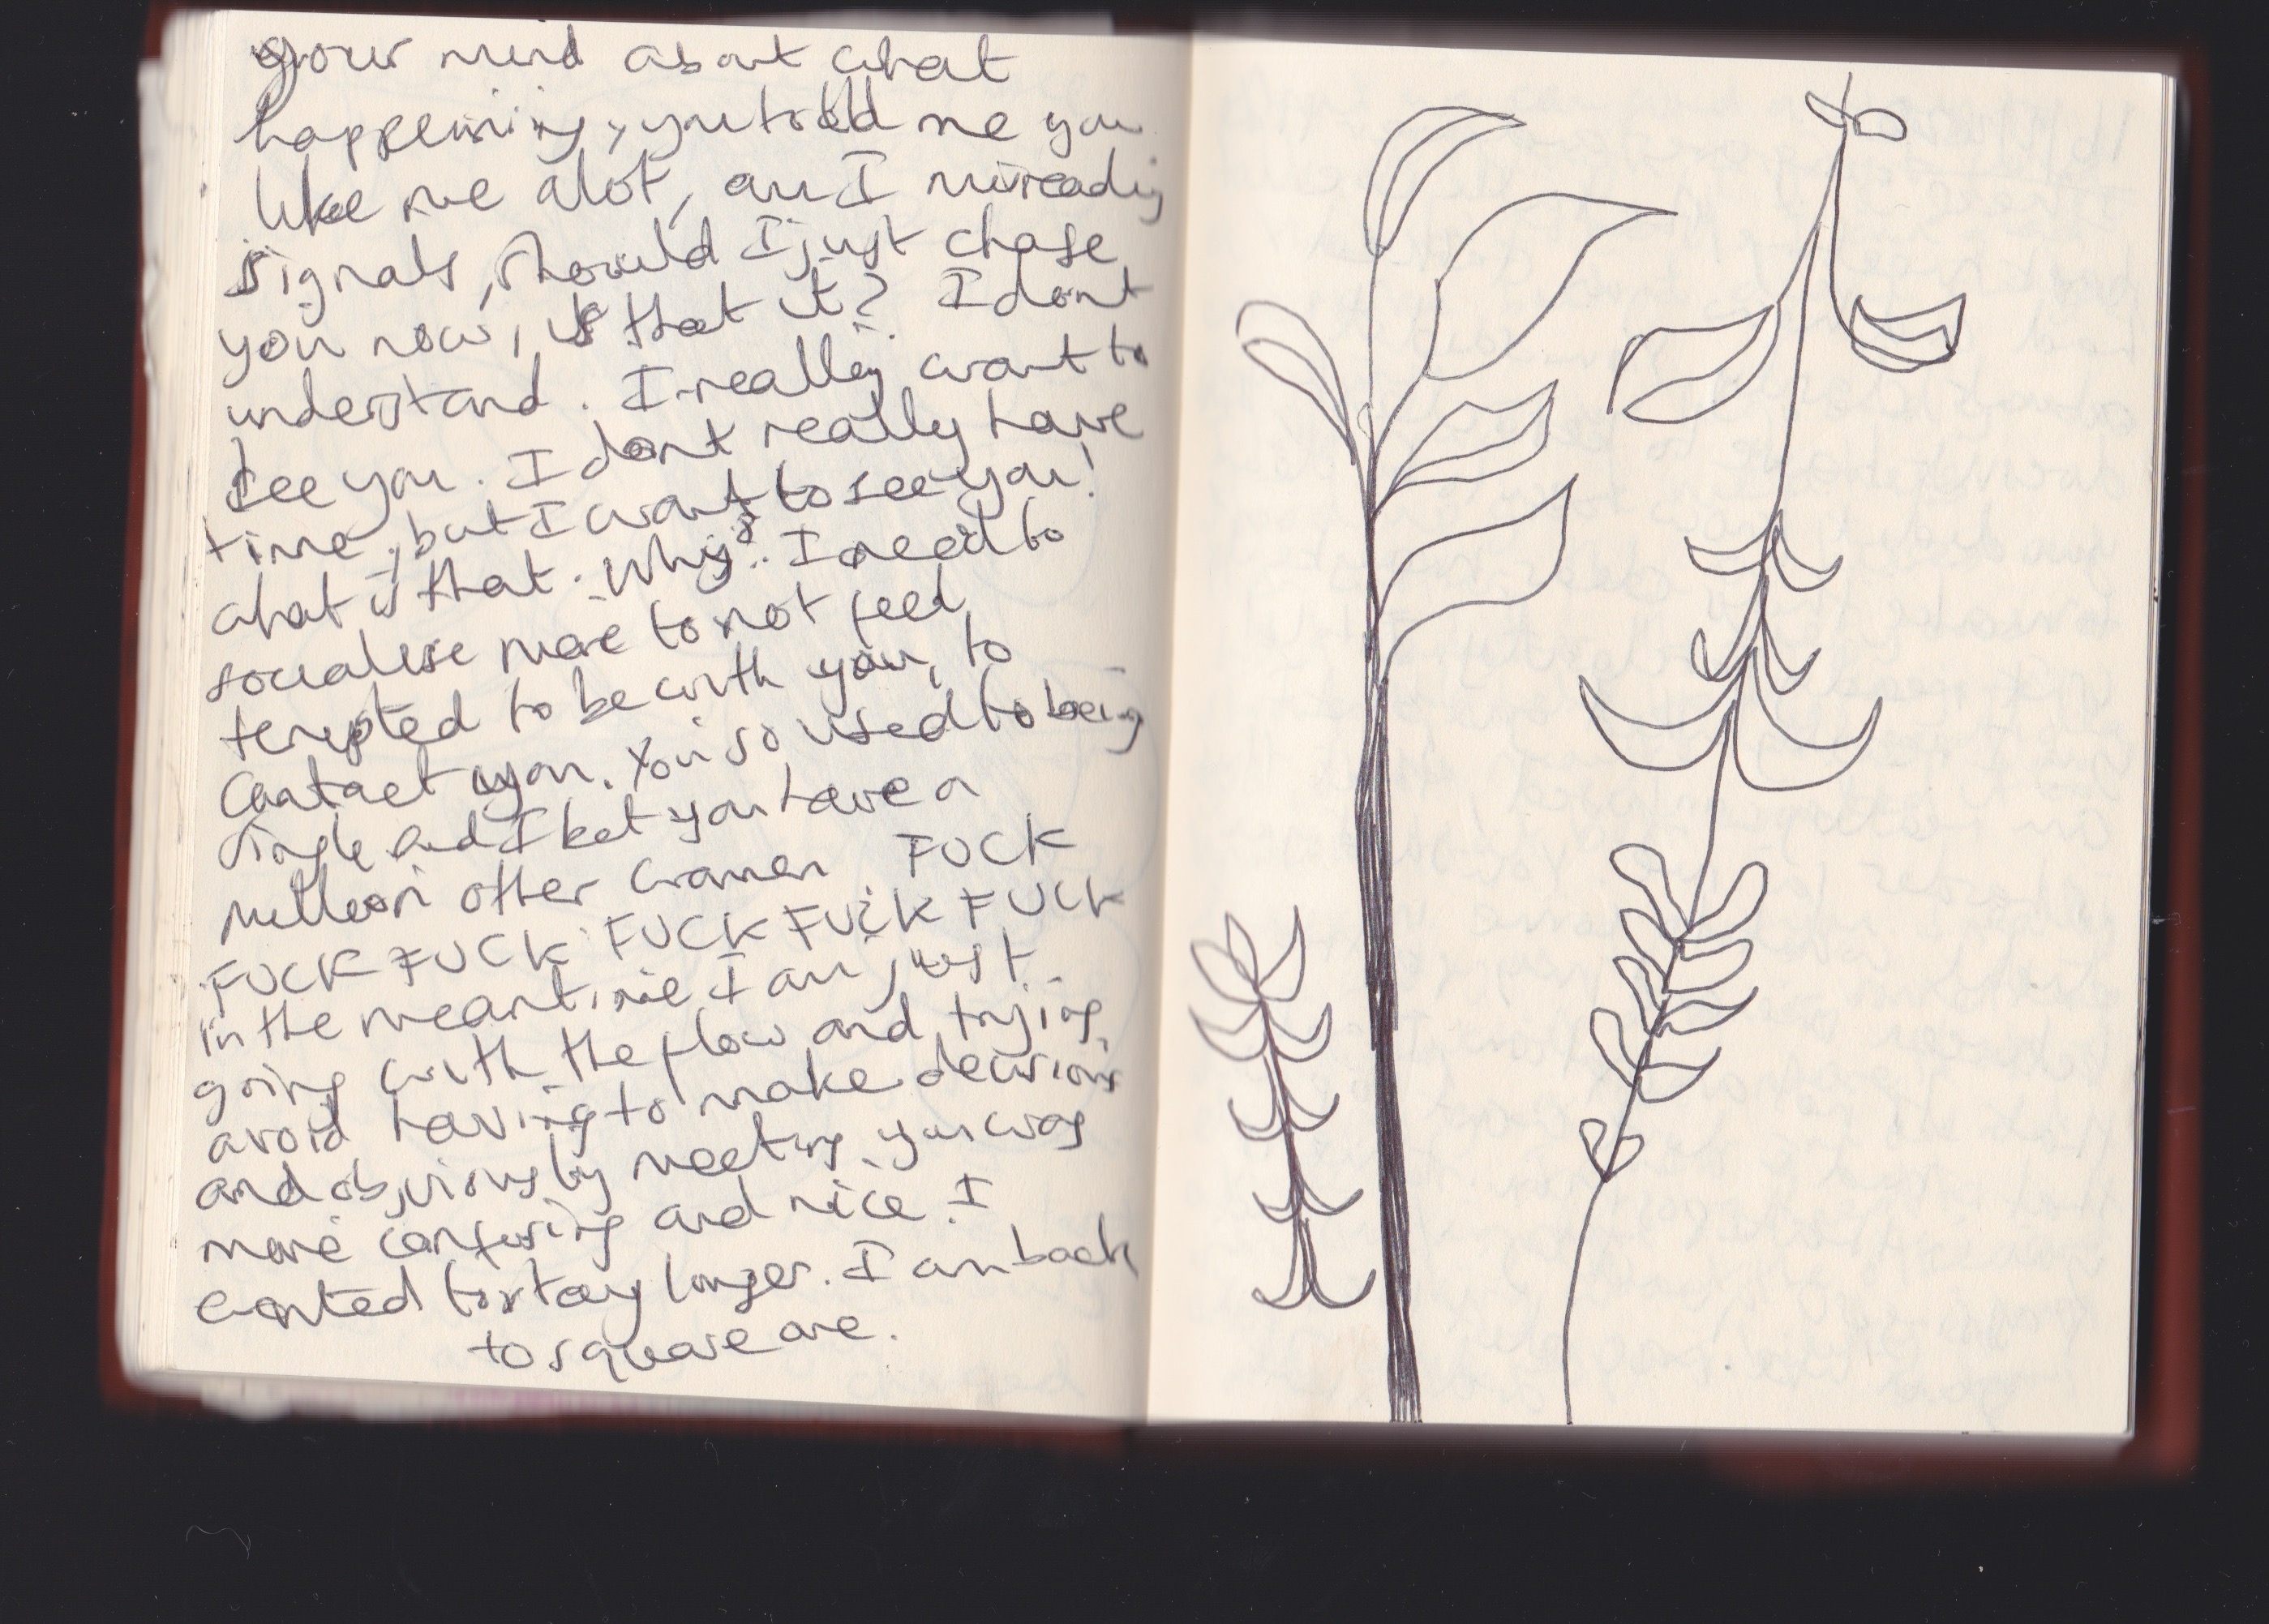 your mind about what
happening, you told me you
like me alot, am I misreading
signals, should I just chase
you now, is that it? I dont
understand. I really want to
see you. I dont really have
time, but I want to see you!
what is that. Why? I need to
socialise more to not feel
tempted to be with you, to
contact you. You so used to being
single and I bet you have a
million other women FUCK
FUCK FUCK FUCK FUCK FUCK
in the meantime I am just
going with the flow and trying
avoid having to make decisions
and obviously meeting you was
more confusing and nice. I
wanted to stay longer. I am back
to square one.